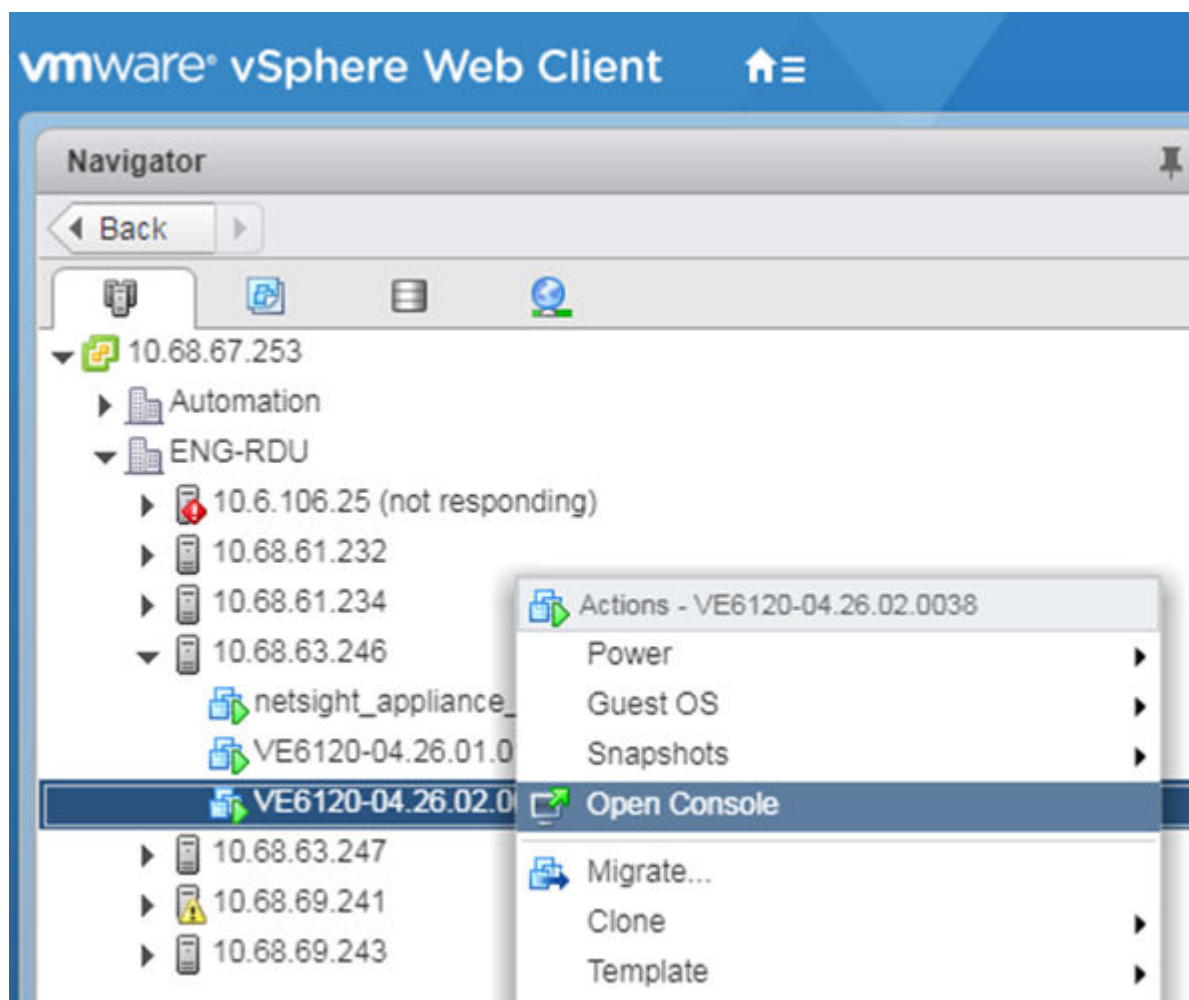 vmware® vSphere Web Client
Navigator
Back
10.68.67.253
Automation
ENG-RDU
10.6.106.25 (not responding)
10.68.61.232
10.68.61.234
10.68.63.246
netsight_appliance_
VE6120-04.26.01.0
VE6120-04.26.02.0
10.68.63.247
10.68.69.241
10.68.69.243
Actions - VE6120-04.26.02.0038
Power
Guest OS
Snapshots
Open Console
Migrate...
Clone
Template